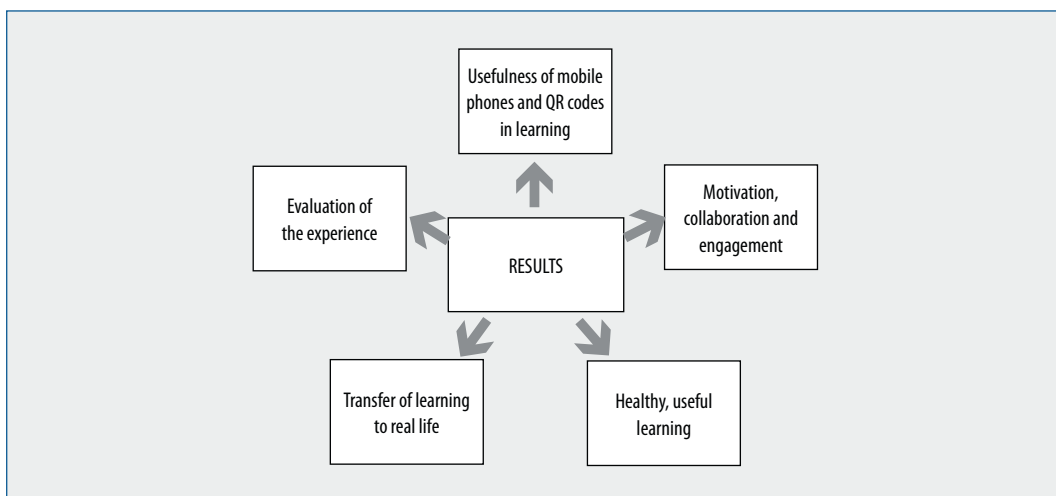 Usefulness of mobile
phones and QR codes
in learning
Evaluation of
the experience
Motivation,
collaboration and
engagement
RESULTS
Transfer of learning
to real life
Healthy, useful
learning